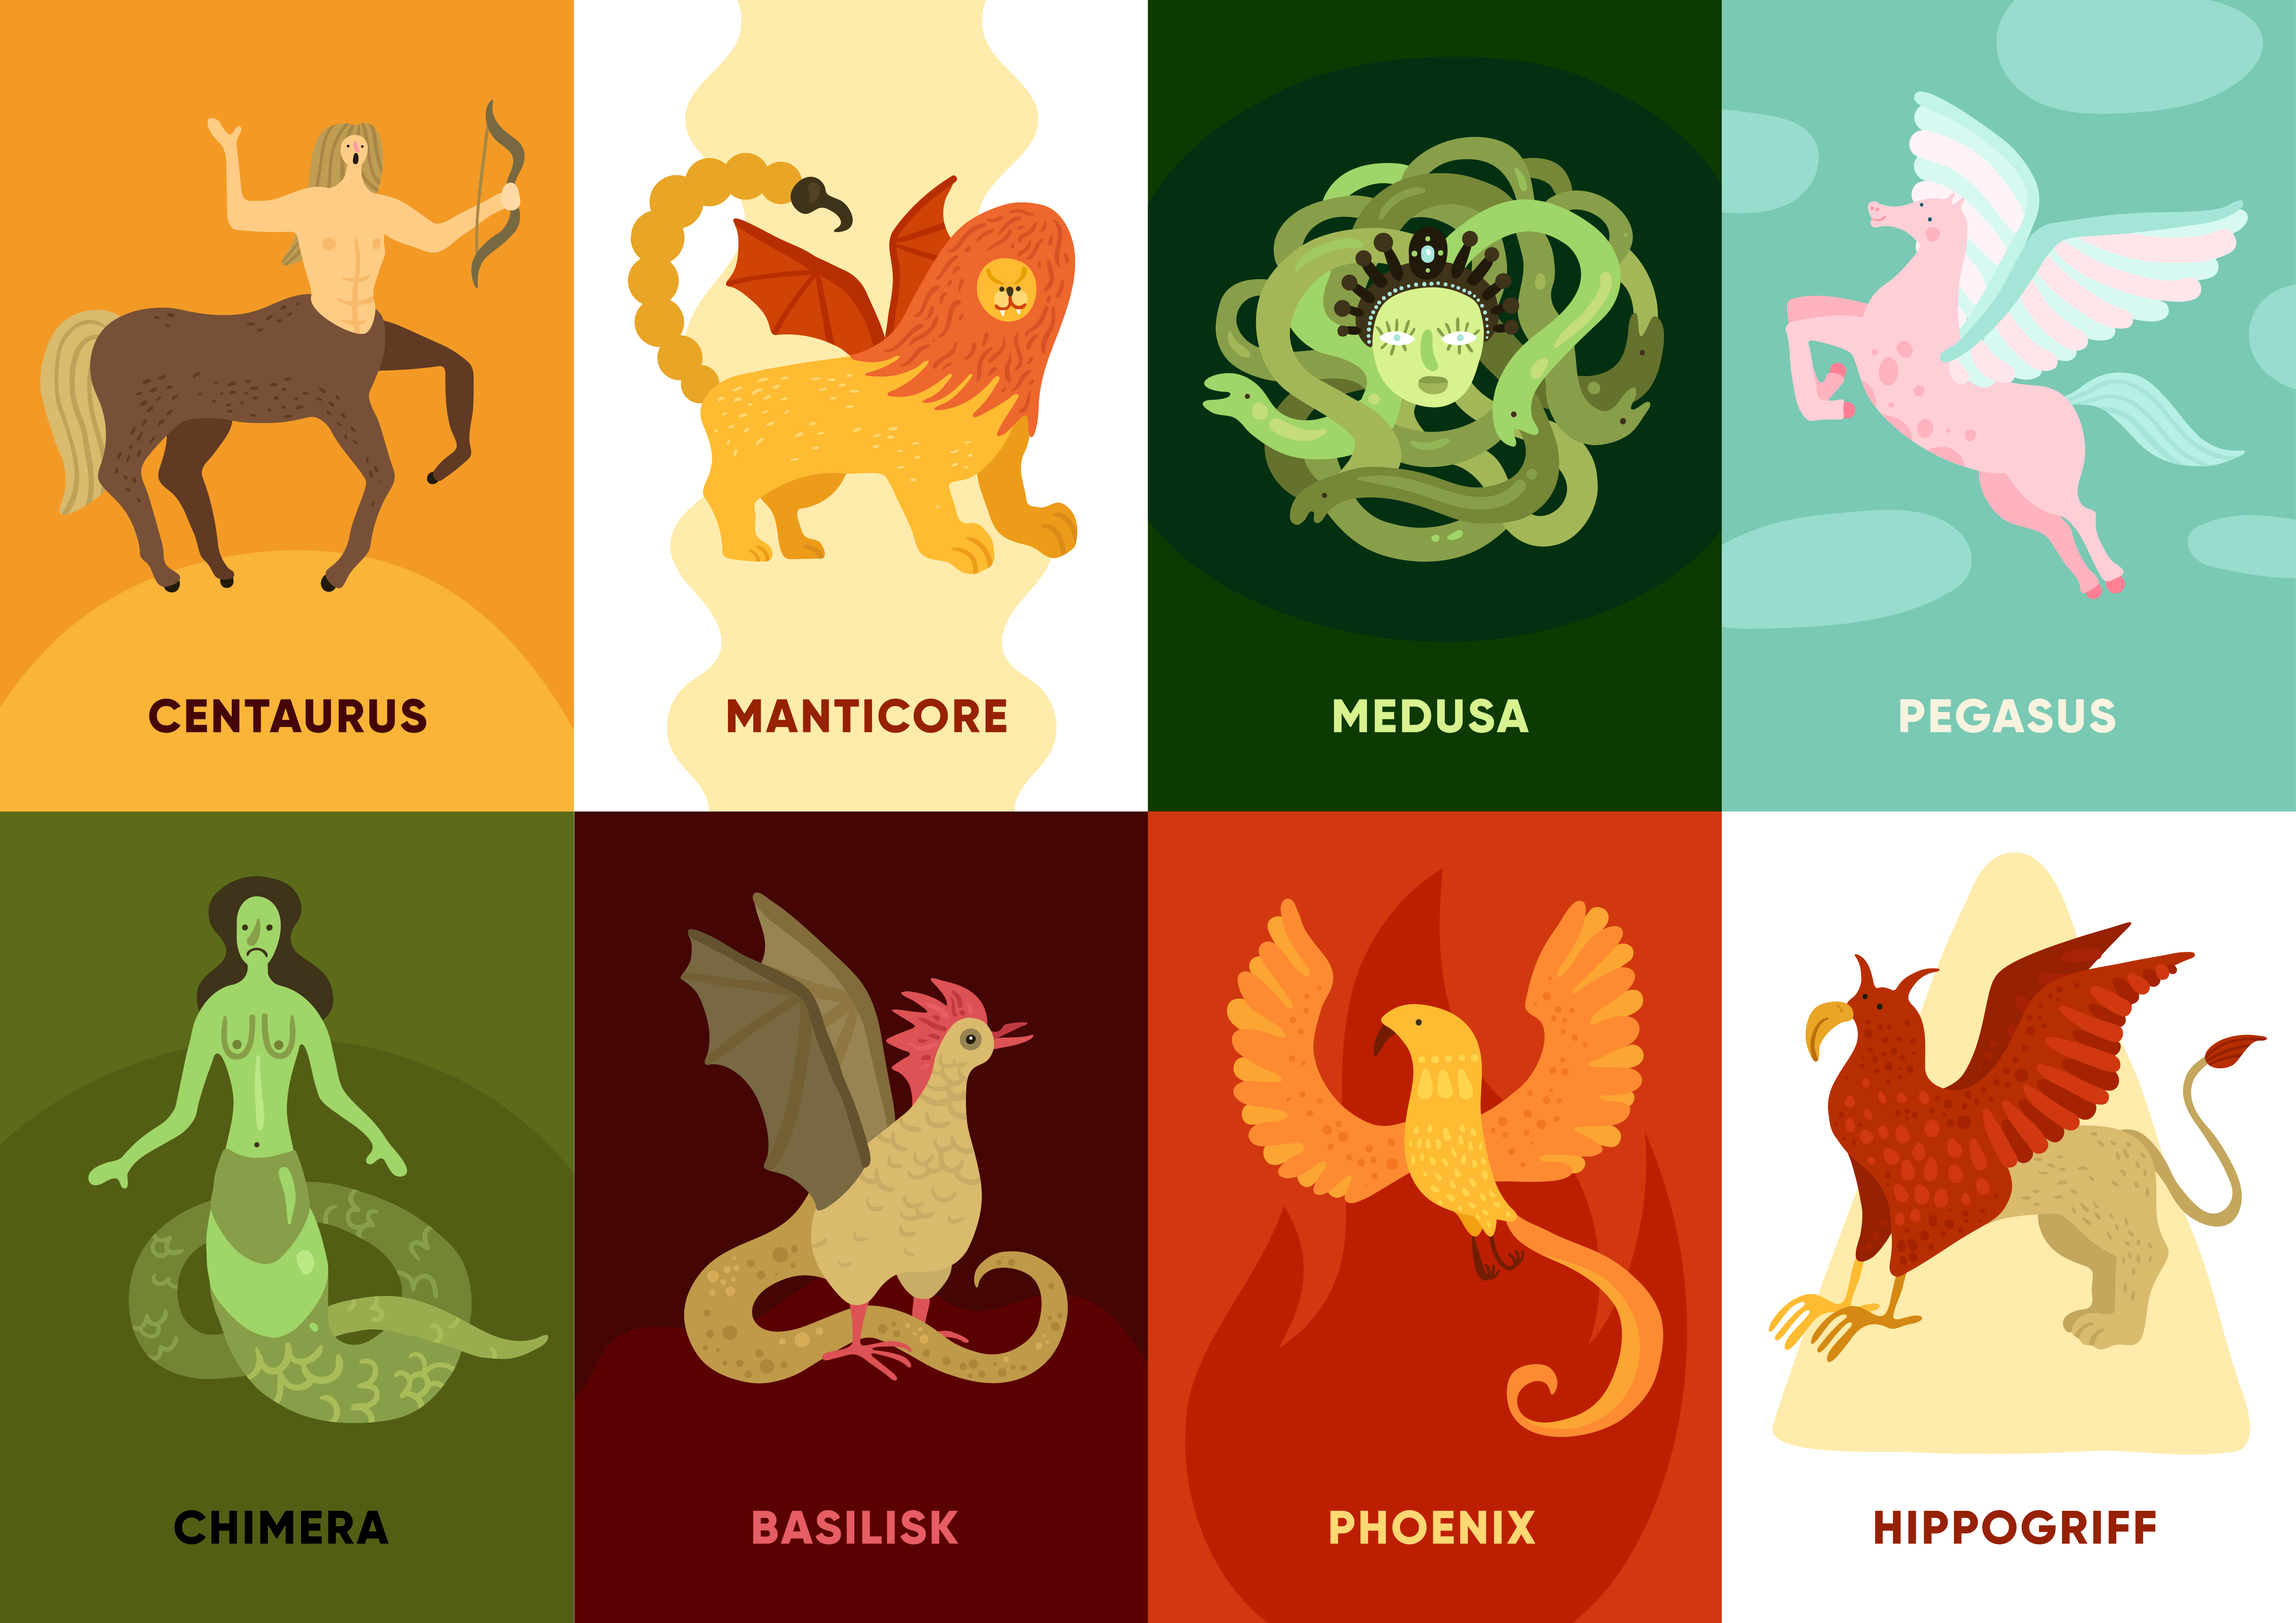 CENTAURUS
MANTICORE
MEDUSA
PEGASUS
CHIMERA
BASILISK
PHOENIX
HIPPOGRIFF